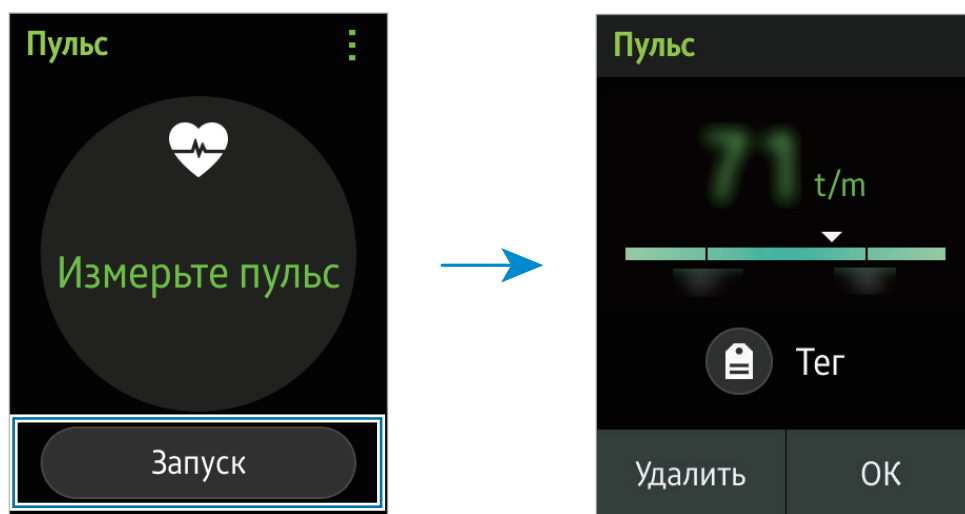 Пульс
Измерьте пульс
Запуск
Пульс
71 t/m
Тег
Удалить
OK